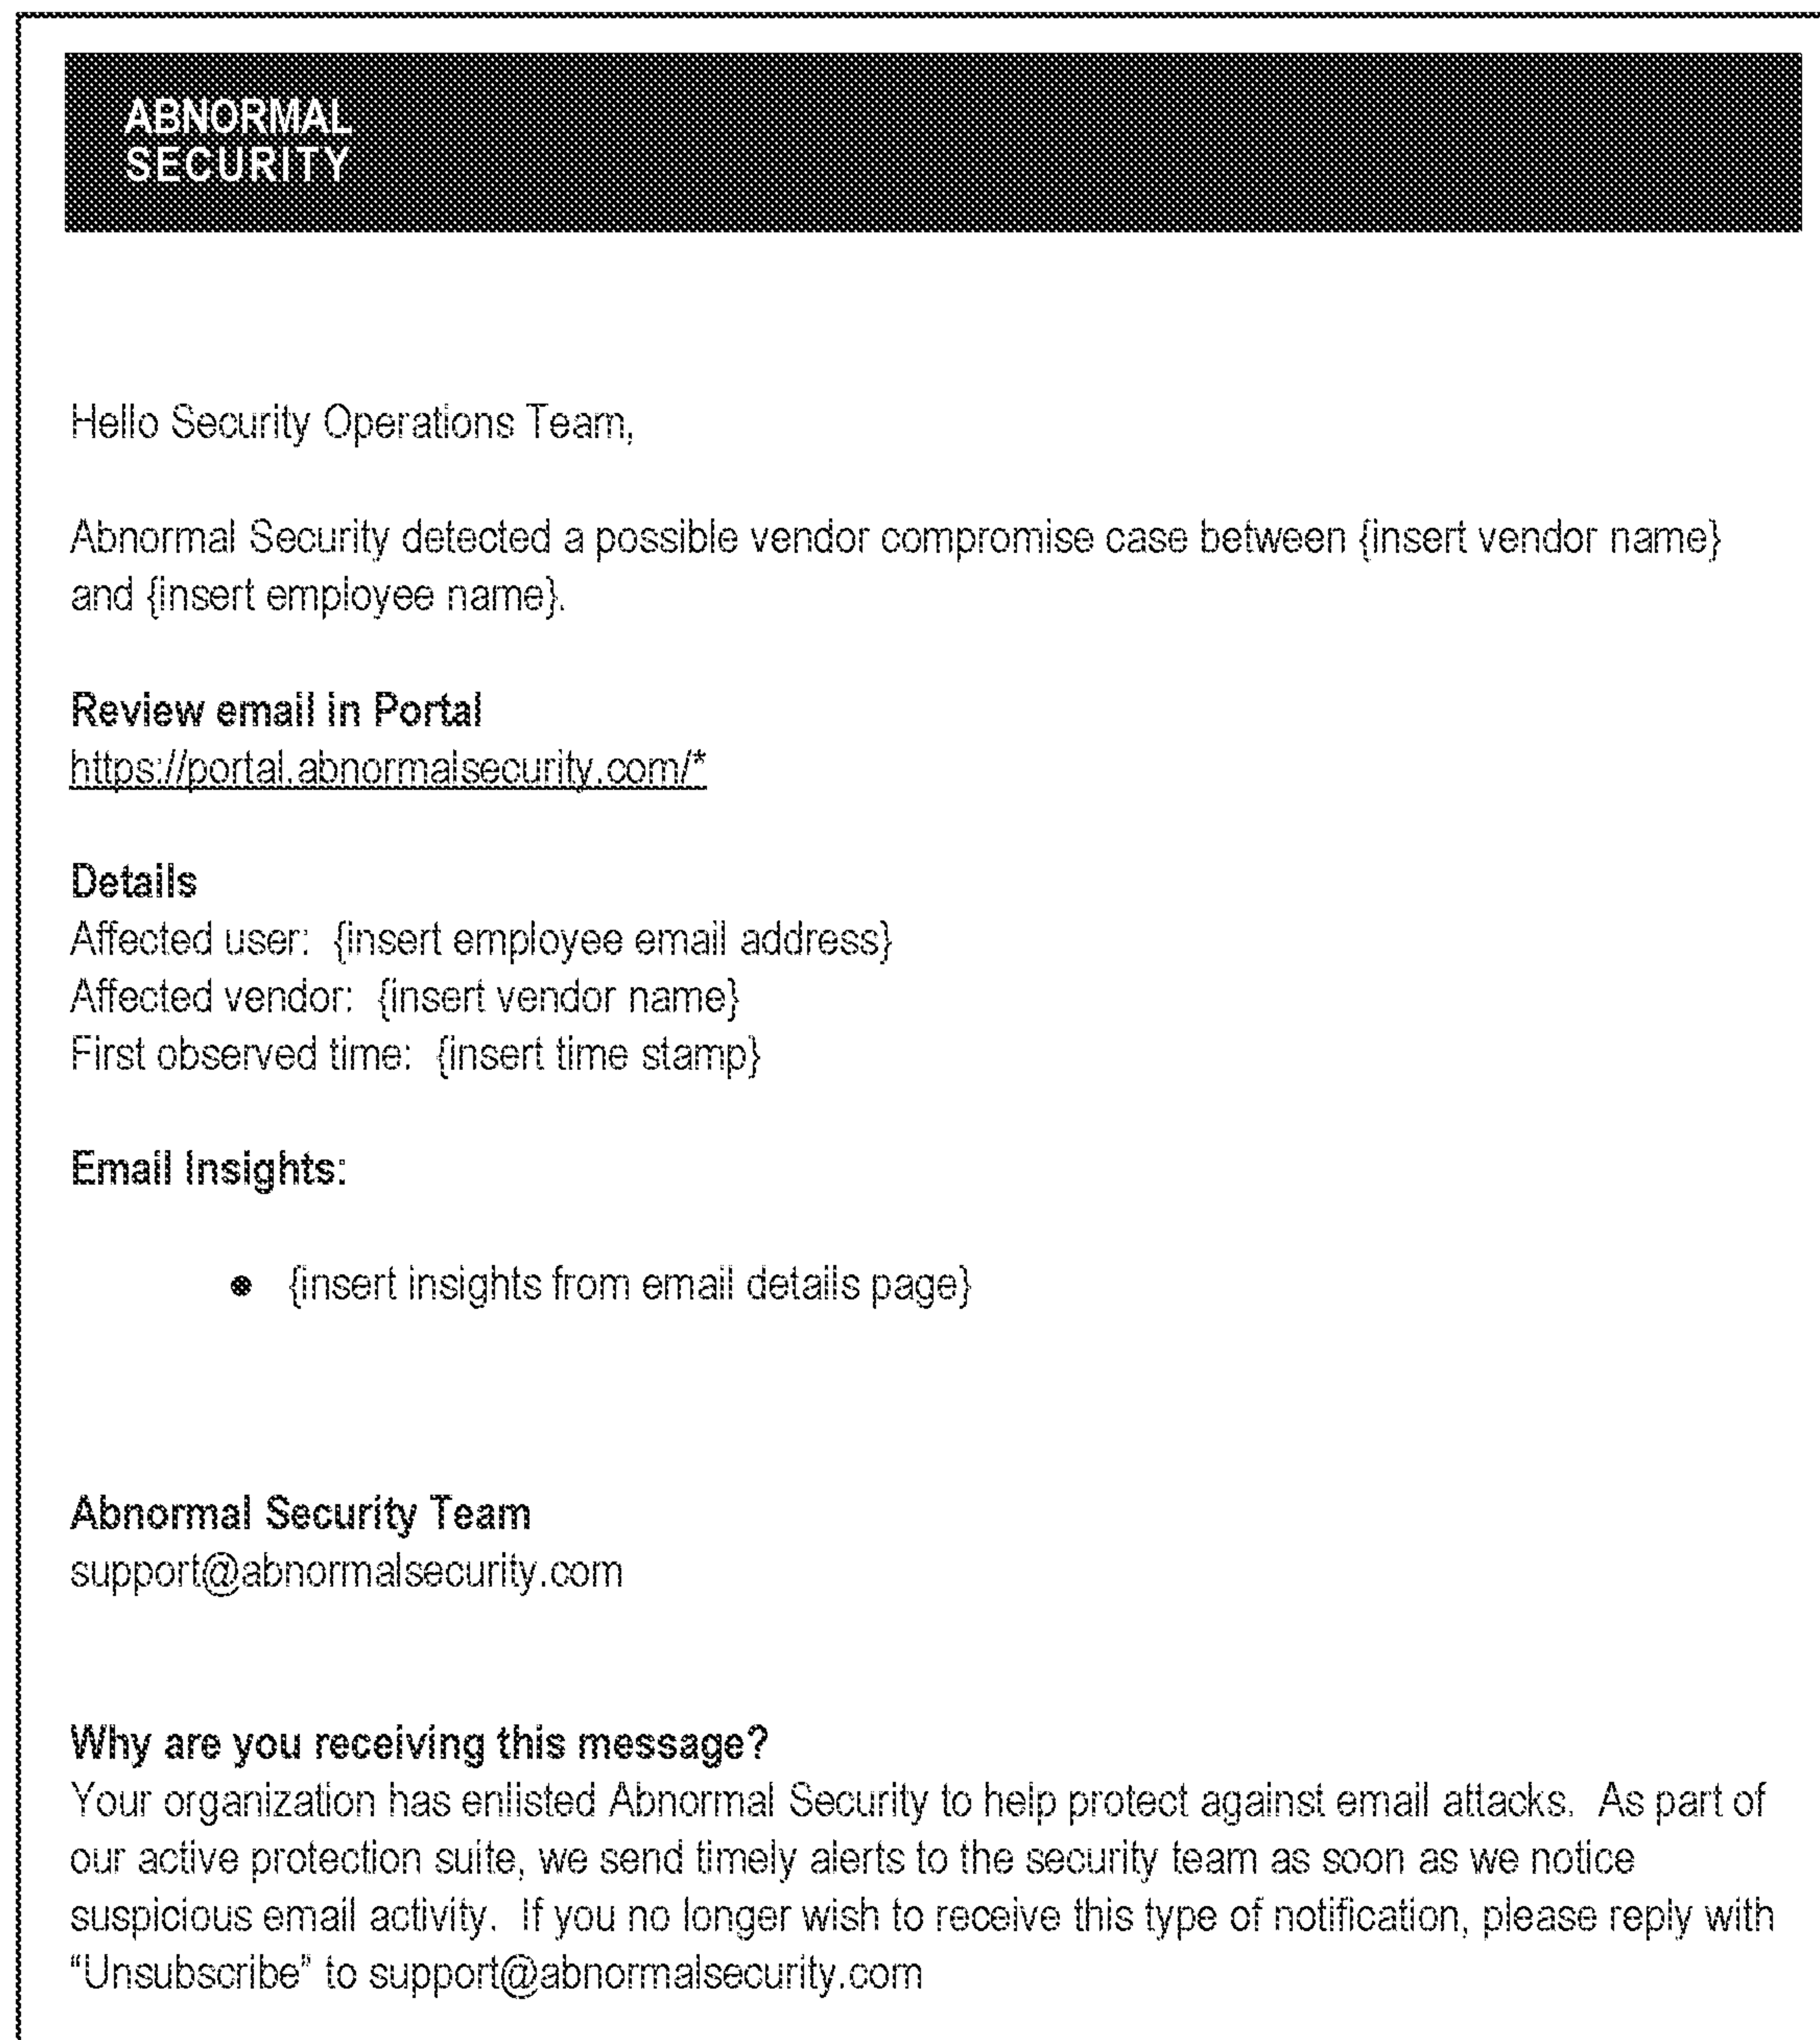 ABNORMAL
SECURITY
Hello Security Operations Team,
Abnormal Security detected a possible vendor compromise case between {insert vendor name}
and {insert employee name}.
Review email in Portal
https://portal.abnormalsecurity.com/*
Details
Affected user:  {insert employee email address}
Affected vendor:  {insert vendor name}
First observed time:  {insert time stamp}
Email Insights:
● {insert insights from email details page}
Abnormal Security Team
support@abnormalsecurity.com
Why are you receiving this message?
Your organization has enlisted Abnormal Security to help protect against email attacks.  As part of
our active protection suite, we send timely alerts to the security team as soon as we notice
suspicious email activity.  If you no longer wish to receive this type of notification, please reply with
“Unsubscribe” to support@abnormalsecurity.com